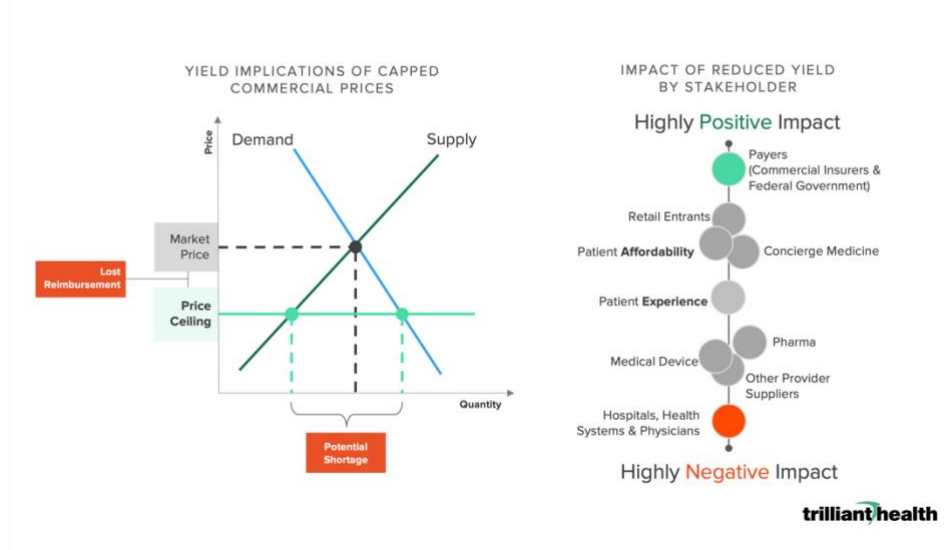 YIELD IMPLICATIONS OF CAPPED
COMMERCIAL PRICES
Price
Demand
Supply
Market
Price
Lost
Reimbursement
Price
Ceiling
Quantity
Potential
Shortage
IMPACT OF REDUCED YIELD
BY STAKEHOLDER
Highly Positive Impact
Payers
(Commercial Insurers &
Federal Government)
Retail Entrants
Patient Affordability
Concierge Medicine
Patient Experience
Pharma
Medical Device
Other Provider
Suppliers
Hospitals, Health
Systems & Physicians
Highly Negative Impact
trilliant health